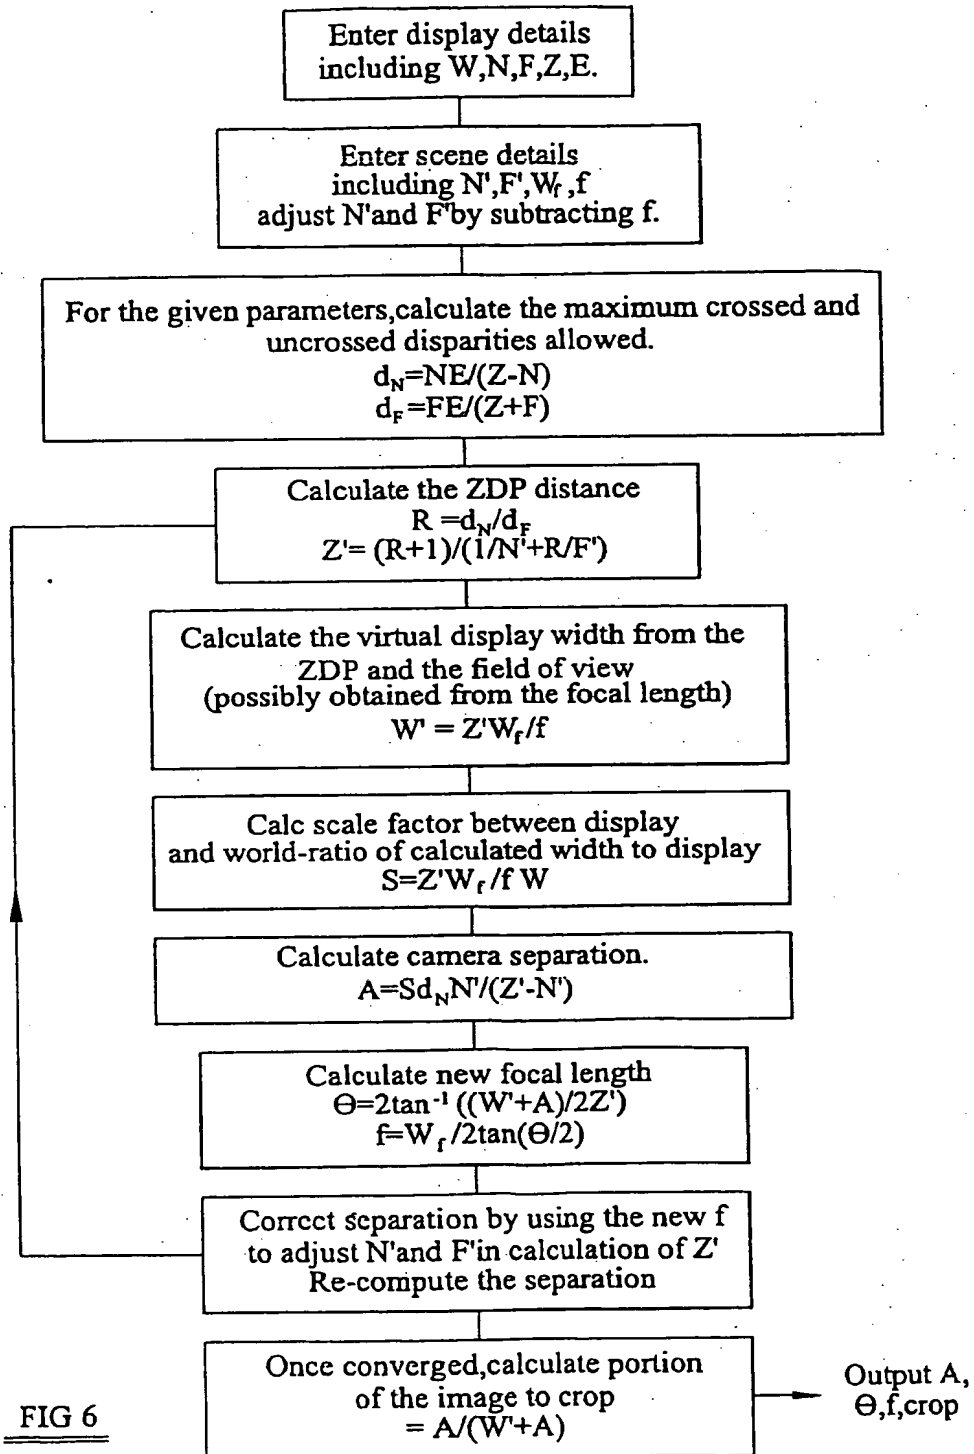 Enter display details
including W,N,F,Z,E.
Enter scene details
including N',F',W_f,f
adjust N'and F'by subtracting f.
For the given parameters,calculate the maximum crossed and
uncrossed disparities allowed.
d_N=NE/(Z-N)
d_F=FE/(Z+F)
Calculate the ZDP distance
R =d_N/d_F
Z'= (R+1)/(1/N'+R/F')
Calculate the virtual display width from the
ZDP and the field of view
(possibly obtained from the focal length)
W' = Z'W_f/f
Calc scale factor between display
and world-ratio of calculated width to display
S=Z'W_f/f W
Calculate camera separation.
A=Sd_NN'/(Z'-N')
Calculate new focal length
Θ=2tan⁻¹ ((W'+A)/2Z')
f=W_f/2tan(Θ/2)
Correct separation by using the new f
to adjust N'and F'in calculation of Z'
Re-compute the separation
Once converged,calculate portion
of the image to crop
= A/(W'+A)
Output A,
Θ,f,crop
FIG 6